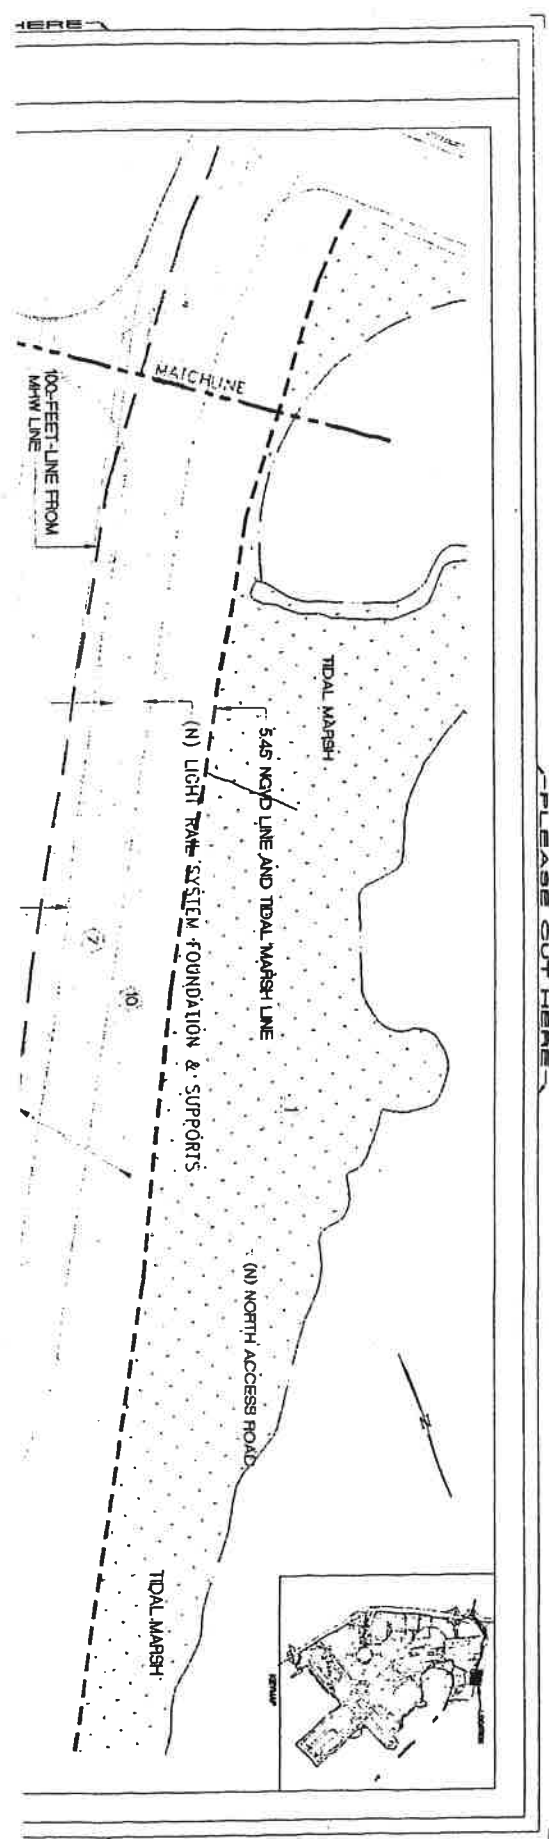 HERE
PLEASE CUT HERE
MATCHLINE
100-FEET-LINE FROM
MHW LINE
TIDAL MARSH
5.45' NGVD LINE AND TIDAL MARSH LINE
(N) LIGHT RAIL SYSTEM FOUNDATION & SUPPORTS
7
10
1
(N) NORTH ACCESS ROAD
N
TIDAL MARSH
LOCATION
KEYMAP